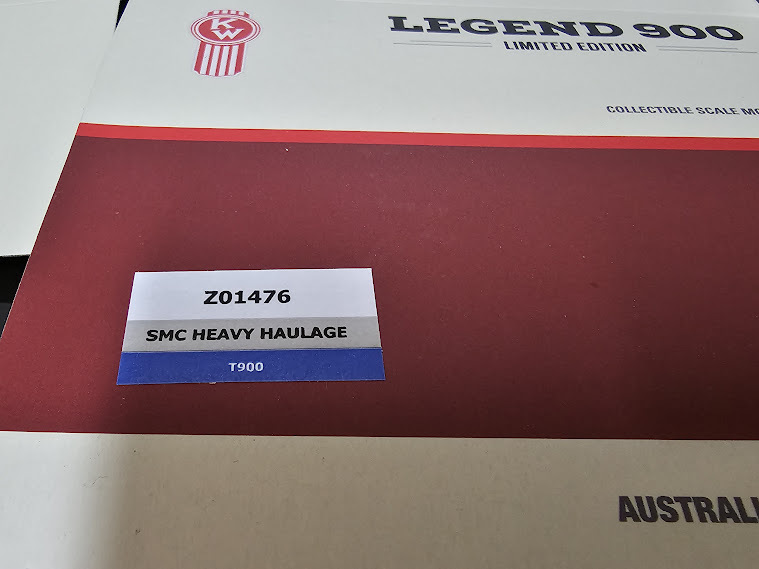 KW
LEGEND 900
LIMITED EDITION
COLLECTIBLE SCALE MO
Z01476
SMC HEAVY HAULAGE
T900
AUSTRALI